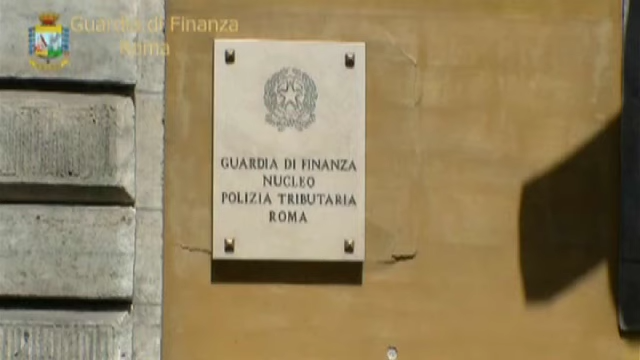 Guardia di Finanza
Roma
GUARDIA DI FINANZA
NUCLEO
POLIZIA TRIBUTARIA
ROMA